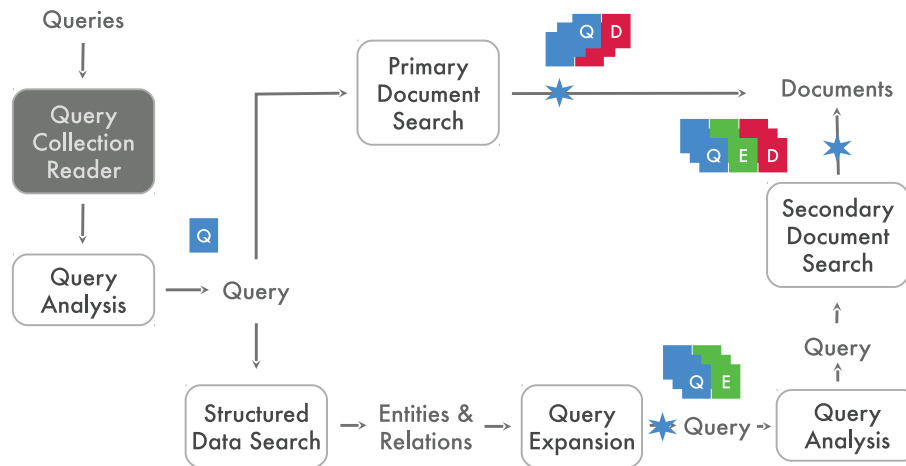 Queries
Query
Collection
Reader
Query
Analysis
Q
Query
Primary
Document
Search
Q D
Documents
Q E D
Secondary
Document
Search
Structured
Data Search
Entities &
Relations
Query
Expansion
Q E
Query
Query
Analysis
Query